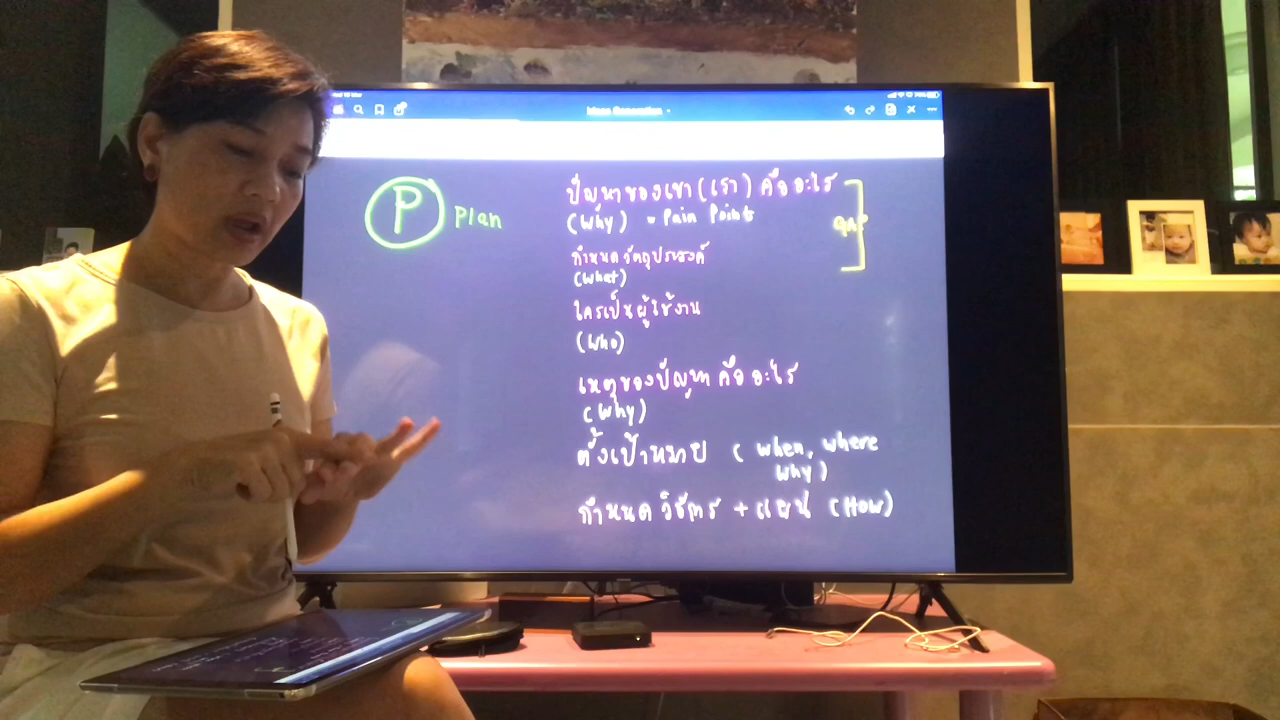 Ideas Generation
P Plan
ปัญหาของเขา (เรา) คืออะไร
(Why) = Pain Points
GAP
กำหนดวัตถุประสงค์
(What)
ใครเป็นผู้ใช้งาน
(Who)
เหตุของปัญหา คืออะไร
(Why)
ตั้งเป้าหมาย (when, where
why)
กำหนด วิธีการ + แผน (How)